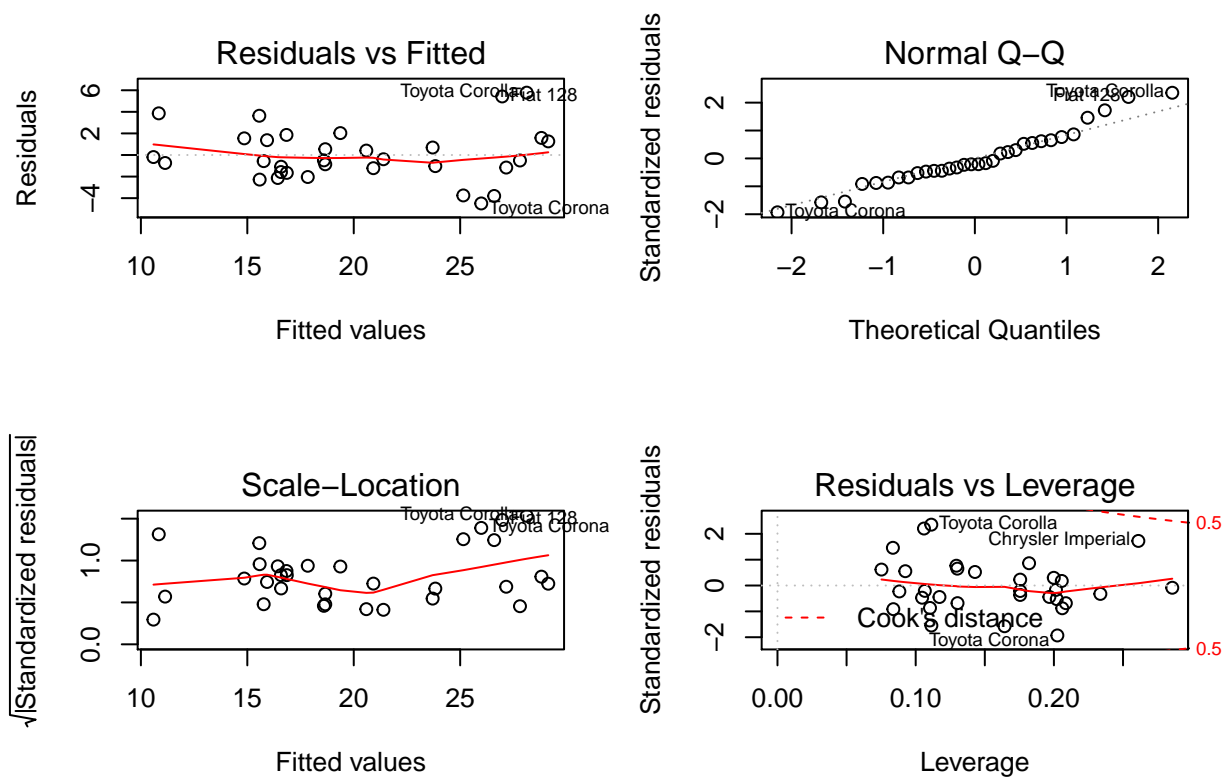 Residuals vs Fitted
Residuals
6
2
−4
Toyota Corolla
Fiat 128
Toyota Corona
10 15 20 25
Fitted values
Normal Q−Q
Standardized residuals
2
0
−2
Fiat 128
Toyota Corolla
Toyota Corona
−2 −1 0 1 2
Theoretical Quantiles
Scale−Location
√|Standardized residuals|
1.0
0.0
Toyota Corolla
Fiat 128
Toyota Corona
10 15 20 25
Fitted values
Residuals vs Leverage
Standardized residuals
2
0
−2
Toyota Corolla
Chrysler Imperial
0.5
Cook's distance
Toyota Corona
0.5
0.00 0.10 0.20
Leverage